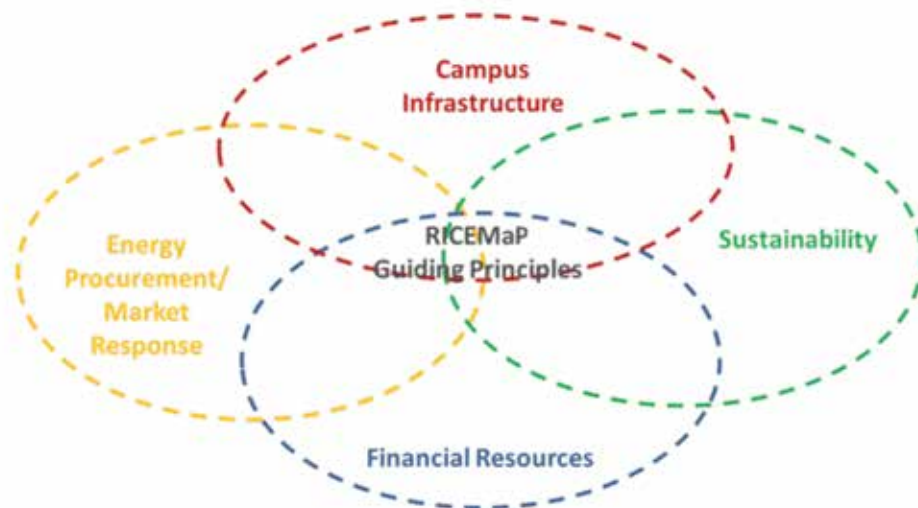 Campus
Infrastructure
Energy
Procurement/
Market
Response
RICEMaP
Guiding Principles
Sustainability
Financial Resources